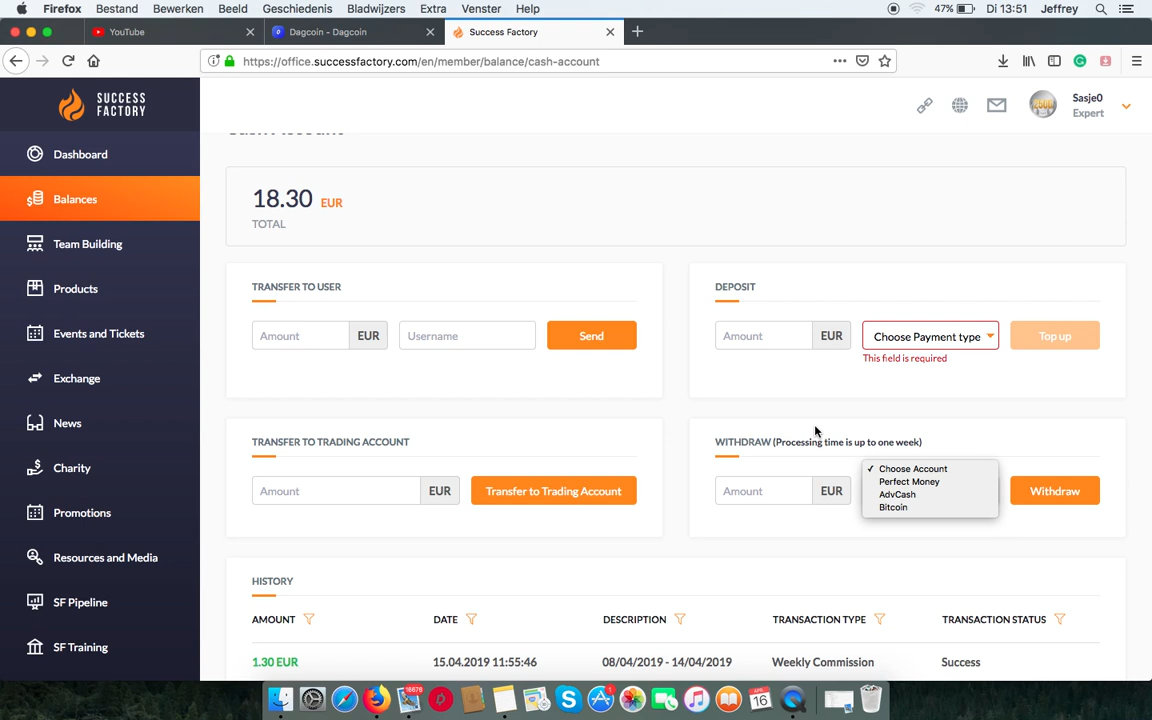 Firefox Bestand Bewerken Beeld Geschiedenis Bladwijzers Extra Venster Help 47% Di 13:51 Jeffrey
YouTube Dagcoin - Dagcoin Success Factory
https://office.successfactory.com/en/member/balance/cash-account
SUCCESS
FACTORY
Sasje0
Expert
Dashboard
Balances
Team Building
Products
Events and Tickets
Exchange
News
Charity
Promotions
Resources and Media
SF Pipeline
SF Training
Cash Account
18.30 EUR
TOTAL
TRANSFER TO USER
Amount EUR Username Send
DEPOSIT
Amount EUR Choose Payment type Top up
This field is required
TRANSFER TO TRADING ACCOUNT
Amount EUR Transfer to Trading Account
WITHDRAW (Processing time is up to one week)
Amount EUR Withdraw
✓ Choose Account
Perfect Money
AdvCash
Bitcoin
HISTORY
AMOUNT DATE DESCRIPTION TRANSACTION TYPE TRANSACTION STATUS
1.30 EUR 15.04.2019 11:55:46 08/04/2019 - 14/04/2019 Weekly Commission Success
16678
1
APR
16